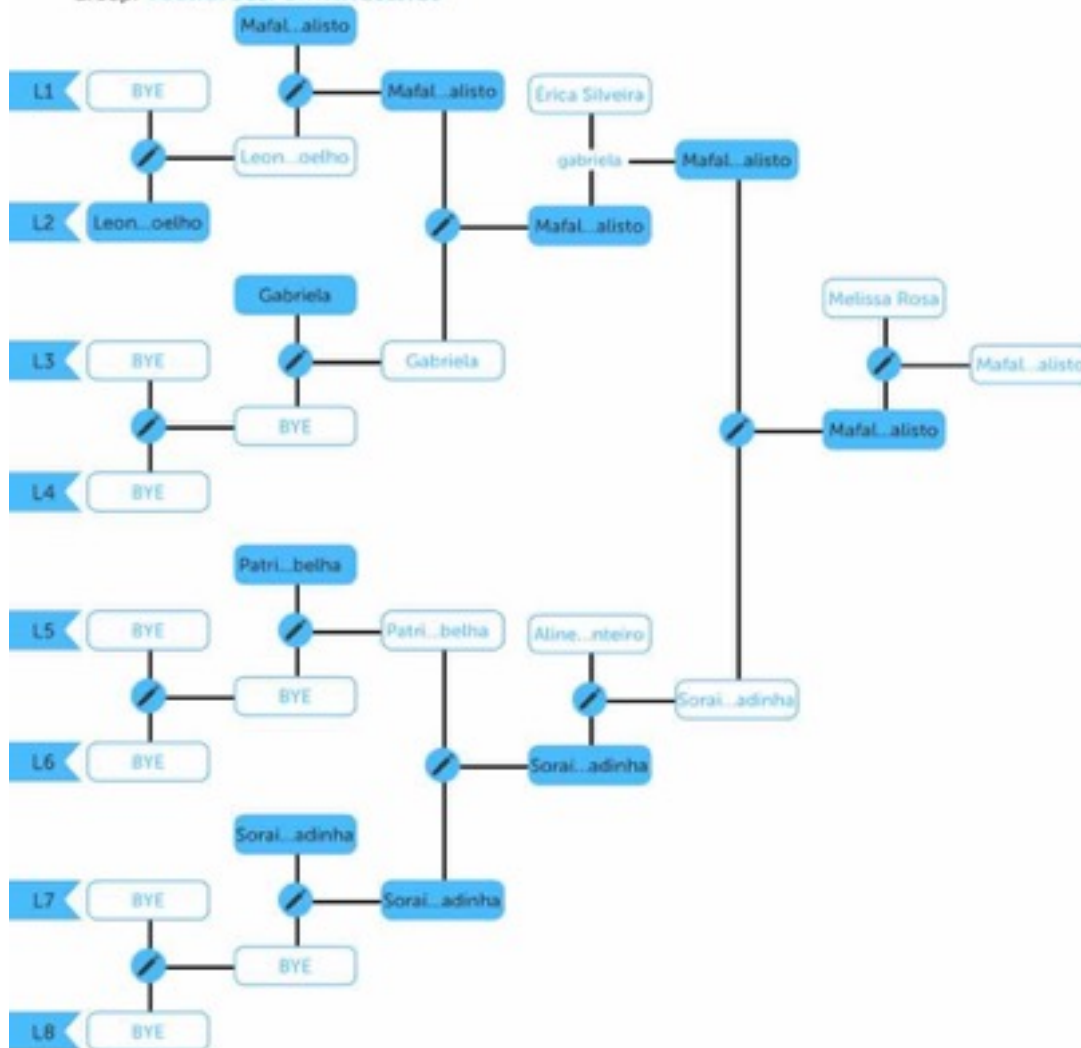 Mafal...alisto
L1
BYE
Mafal...alisto
Érica Silveira
Leon...oelho
gabriela
Mafal...alisto
L2
Leon...oelho
Mafal...alisto
Gabriela
Melissa Rosa
L3
BYE
Gabriela
Mafal...alisto
BYE
Mafal...alisto
L4
BYE
Patri...belha
L5
BYE
Patri...belha
Aline...nteiro
BYE
Sorai...adinha
L6
BYE
Sorai...adinha
Sorai...adinha
L7
BYE
Sorai...adinha
BYE
L8
BYE